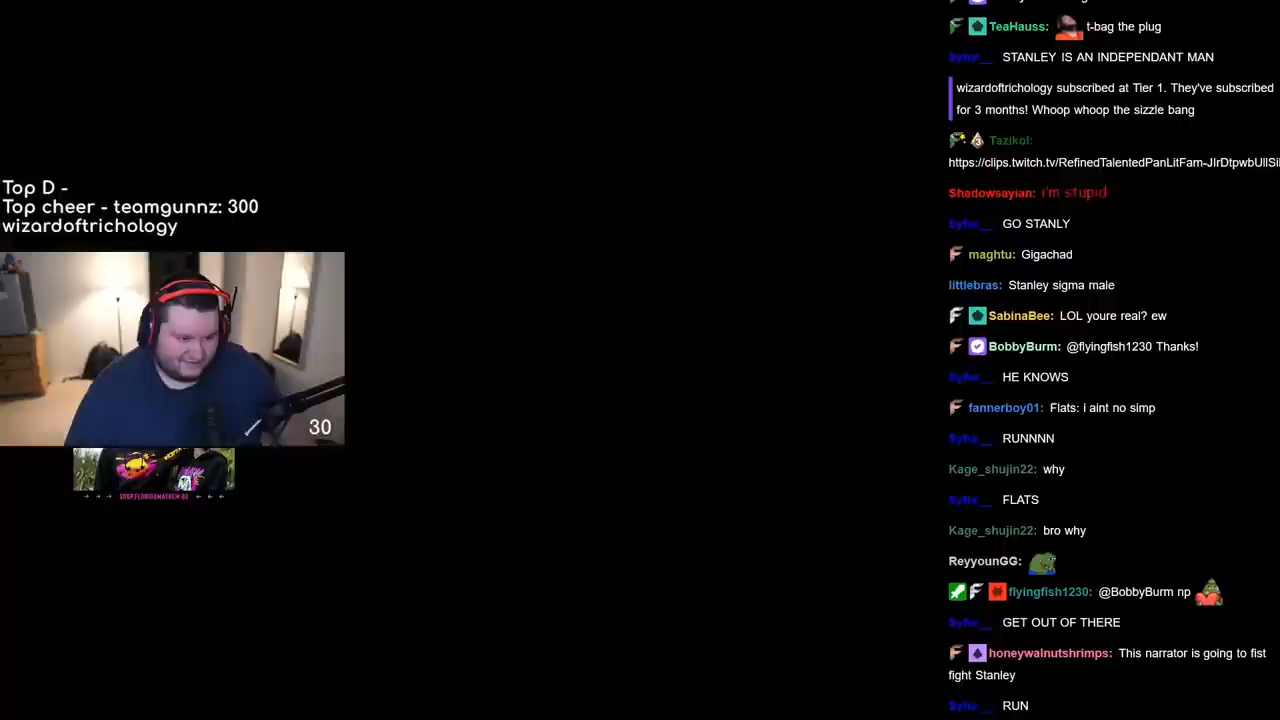 TeaHauss: t-bag the plug
STANLEY IS AN INDEPENDANT MAN
wizardoftrichology subscribed at Tier 1. They've subscribed
for 3 months! Whoop whoop the sizzle bang
Tazikol:
https://clips.twitch.tv/RefinedTalentedPanLitFam-JIrDtpwbUlISil
Shadowsayian: i'm stupid
GO STANLY
maghtu: Gigachad
littlebras: Stanley sigma male
SabinaBee: LOL youre real? ew
BobbyBurm: @flyingfish1230 Thanks!
HE KNOWS
fannerboy01: Flats: i aint no simp
RUNNNN
Kage_shujin22: why
FLATS
Kage_shujin22: bro why
ReyyounGG:
flyingfish1230: @BobbyBurm np
GET OUT OF THERE
honeywalnutshrimps: This narrator is going to fist
fight Stanley
RUN
Top D -
Top cheer - teamgunnz: 300
wizardoftrichology
30
SHOP.FLORIDAMAYHEM.GG